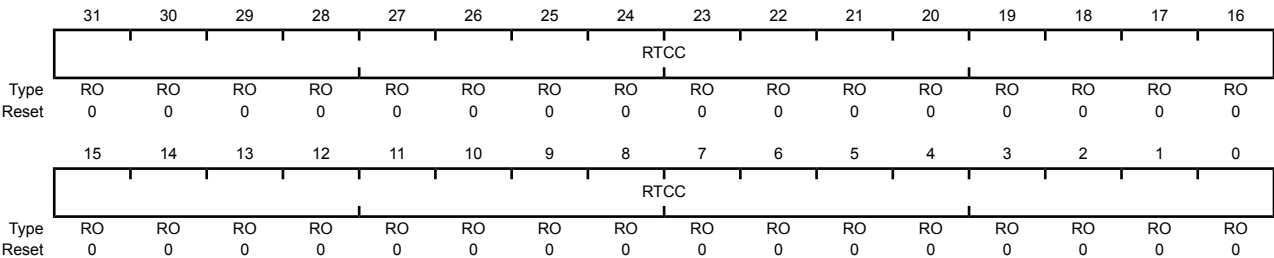 31 30 29 28 27 26 25 24 23 22 21 20 19 18 17 16
RTCC
Type RO RO RO RO RO RO RO RO RO RO RO RO RO RO RO RO
Reset 0 0 0 0 0 0 0 0 0 0 0 0 0 0 0 0
15 14 13 12 11 10 9 8 7 6 5 4 3 2 1 0
RTCC
Type RO RO RO RO RO RO RO RO RO RO RO RO RO RO RO RO
Reset 0 0 0 0 0 0 0 0 0 0 0 0 0 0 0 0